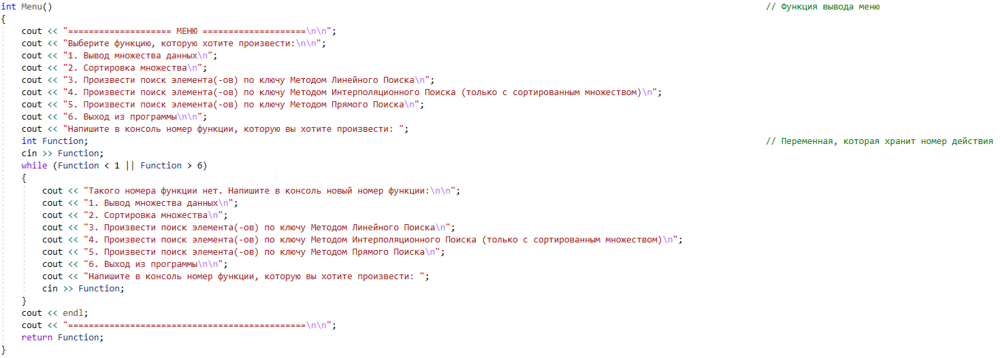 int Menu() // Функция вывода меню
{
cout << "==================== МЕНЮ ====================\n\n";
cout << "Выберите функцию, которую хотите произвести:\n\n";
cout << "1. Вывод множества данных\n";
cout << "2. Сортировка множества\n";
cout << "3. Произвести поиск элемента(-ов) по ключу Методом Линейного Поиска\n";
cout << "4. Произвести поиск элемента(-ов) по ключу Методом Интерполяционного Поиска (только с сортированным множеством)\n";
cout << "5. Произвести поиск элемента(-ов) по ключу Методом Прямого Поиска\n";
cout << "6. Выход из программы\n\n";
cout << "Напишите в консоль номер функции, которую вы хотите произвести: ";
int Function; // Переменная, которая хранит номер действия
cin >> Function;
while (Function < 1 || Function > 6)
{
cout << "Такого номера функции нет. Напишите в консоль новый номер функции:\n\n";
cout << "1. Вывод множества данных\n";
cout << "2. Сортировка множества\n";
cout << "3. Произвести поиск элемента(-ов) по ключу Методом Линейного Поиска\n";
cout << "4. Произвести поиск элемента(-ов) по ключу Методом Интерполяционного Поиска (только с сортированным множеством)\n";
cout << "5. Произвести поиск элемента(-ов) по ключу Методом Прямого Поиска\n";
cout << "6. Выход из программы\n\n";
cout << "Напишите в консоль номер функции, которую вы хотите произвести: ";
cin >> Function;
}
cout << endl;
cout << "==============================================\n\n";
return Function;
}